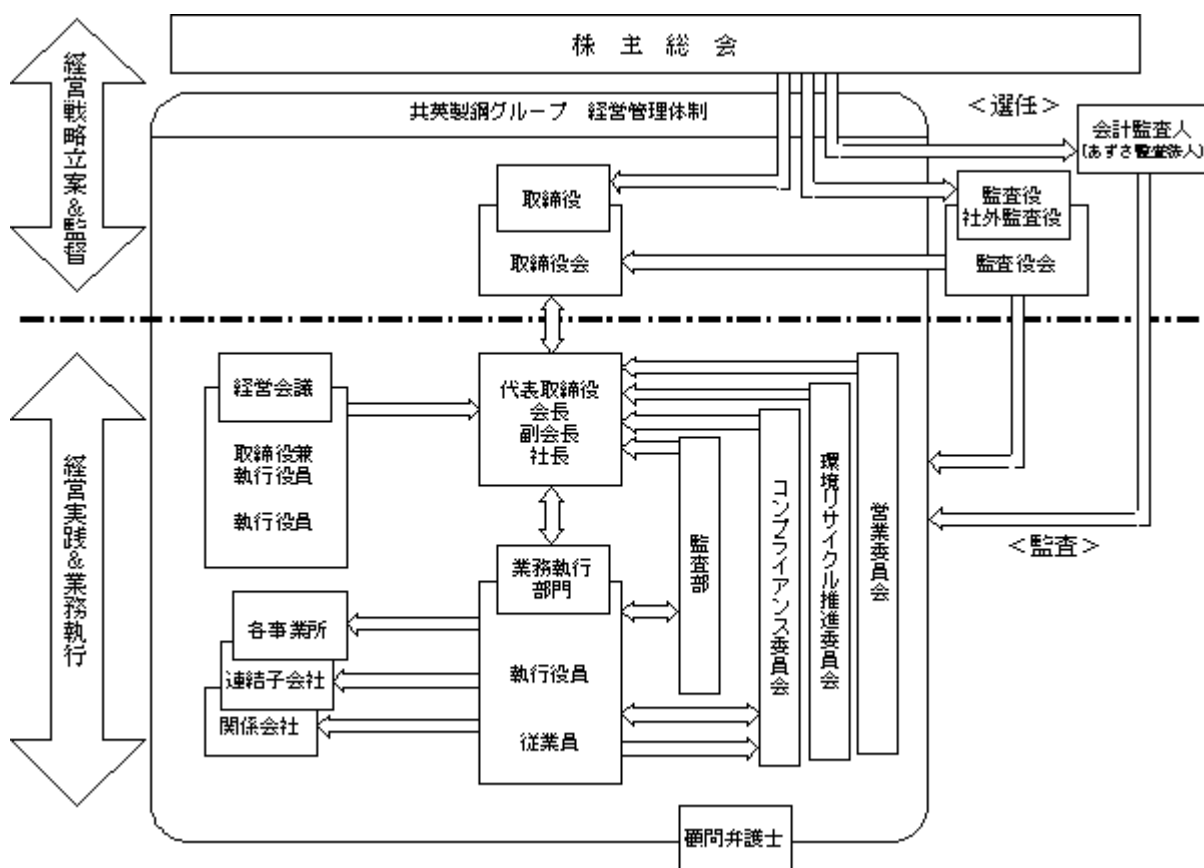 株主総会
経営戦略立案&監督
共英製鋼グループ 経営管理体制
<選任>
会計監査人
(あずさ監査法人)
取締役
取締役会
監査役
社外監査役
監査役会
経営実践&業務執行
経営会議
取締役兼
執行役員
執行役員
代表取締役
会長
副会長
社長
監査部
コンプライアンス委員会
環境リサイクル推進委員会
営業委員会
<監査>
業務執行
部門
執行役員
従業員
各事業所
連結子会社
関係会社
顧問弁護士